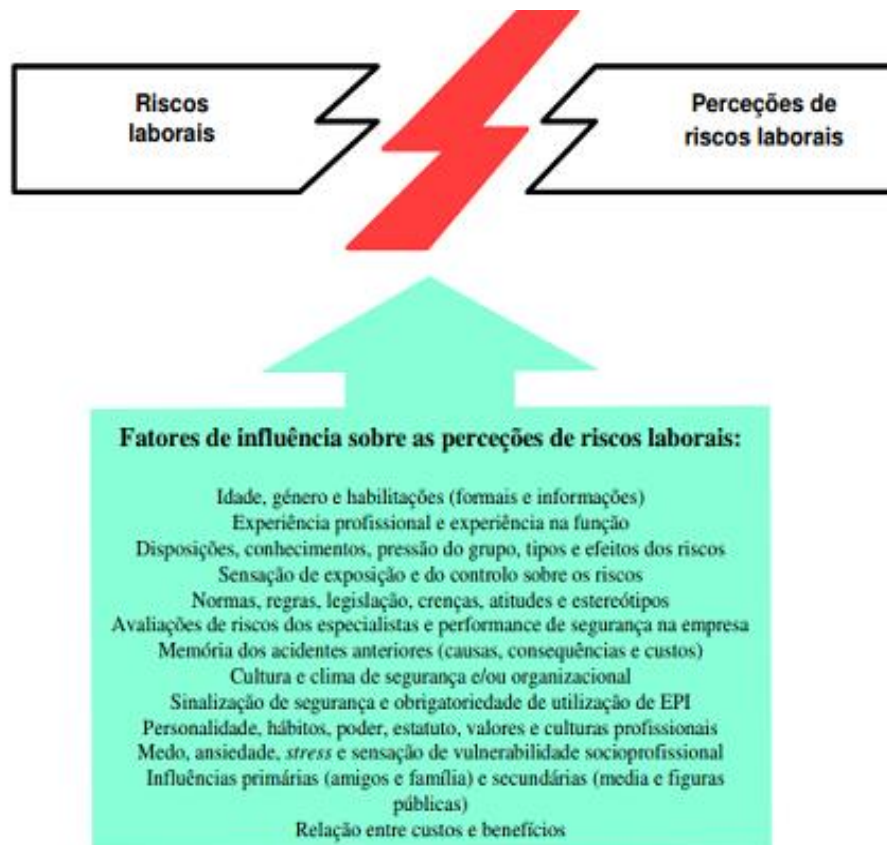 Riscos
laborais
Perceções de
riscos laborais
Fatores de influência sobre as perceções de riscos laborais:
Idade, género e habilitações (formais e informações)
Experiência profissional e experiência na função
Disposições, conhecimentos, pressão do grupo, tipos e efeitos dos riscos
Sensação de exposição e do controlo sobre os riscos
Normas, regras, legislação, crenças, atitudes e estereótipos
Avaliações de riscos dos especialistas e performance de segurança na empresa
Memória dos acidentes anteriores (causas, consequências e custos)
Cultura e clima de segurança e/ou organizacional
Sinalização de segurança e obrigatoriedade de utilização de EPI
Personalidade, hábitos, poder, estatuto, valores e culturas profissionais
Medo, ansiedade, stress e sensação de vulnerabilidade socioprofissional
Influências primárias (amigos e família) e secundárias (media e figuras
públicas)
Relação entre custos e benefícios